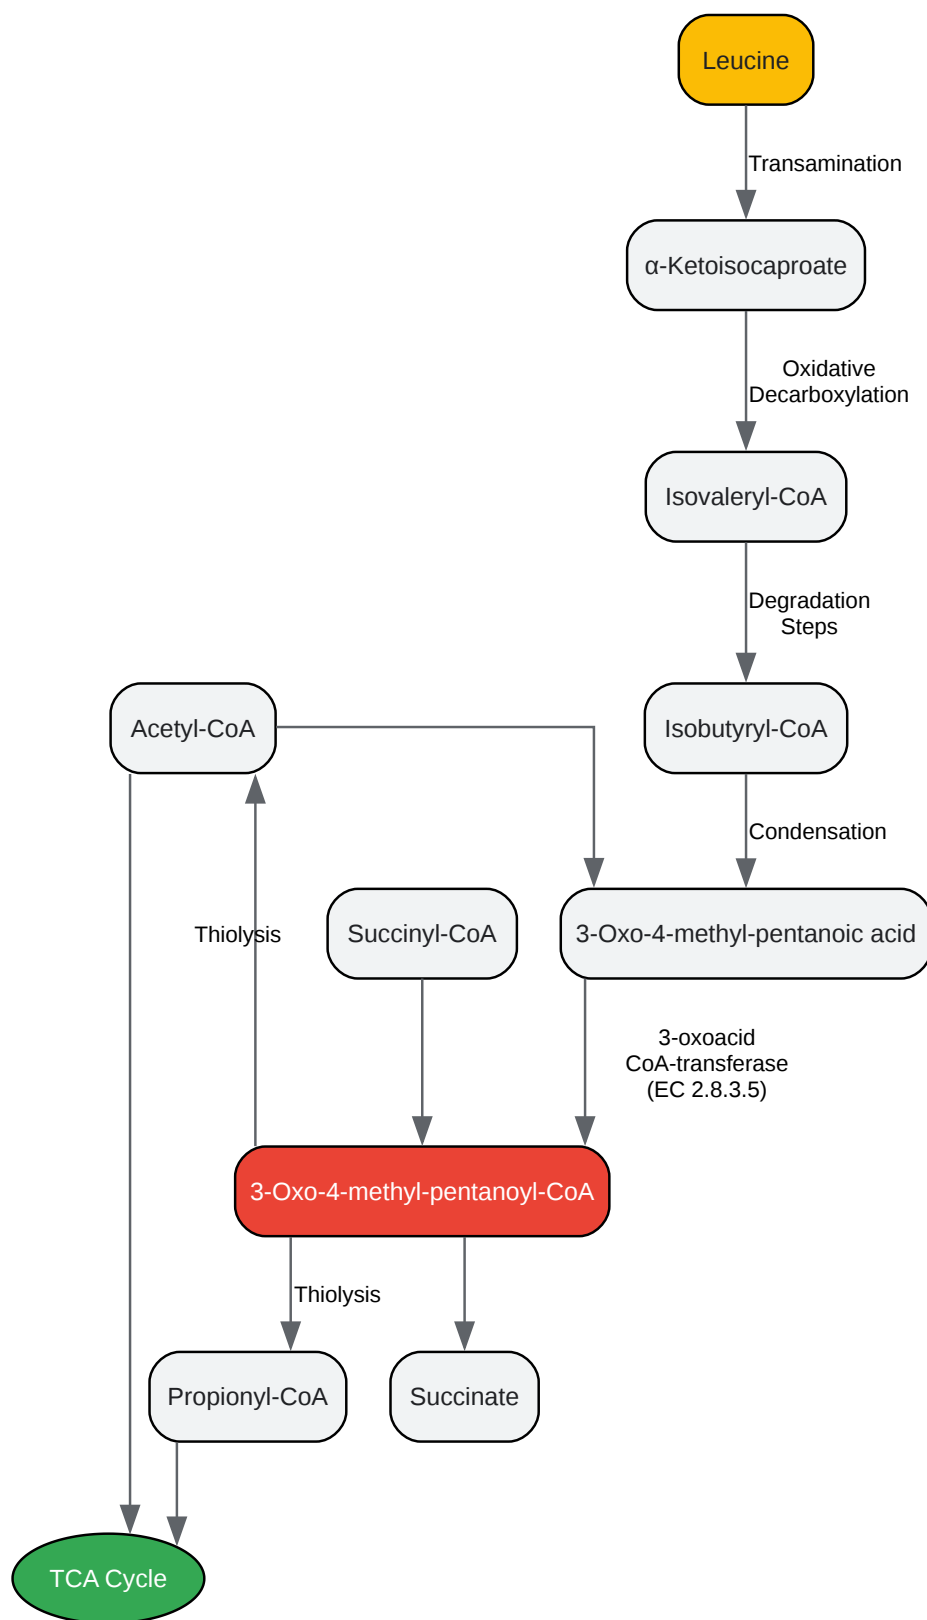 Leucine
Transamination
α-Ketoisocaproate
Oxidative
Decarboxylation
Isovaleryl-CoA
Degradation
Steps
Acetyl-CoA
Isobutyryl-CoA
Condensation
Thiolysis
Succinyl-CoA
3-Oxo-4-methyl-pentanoic acid
3-oxoacid
CoA-transferase
(EC 2.8.3.5)
3-Oxo-4-methyl-pentanoyl-CoA
Thiolysis
Propionyl-CoA
Succinate
TCA Cycle